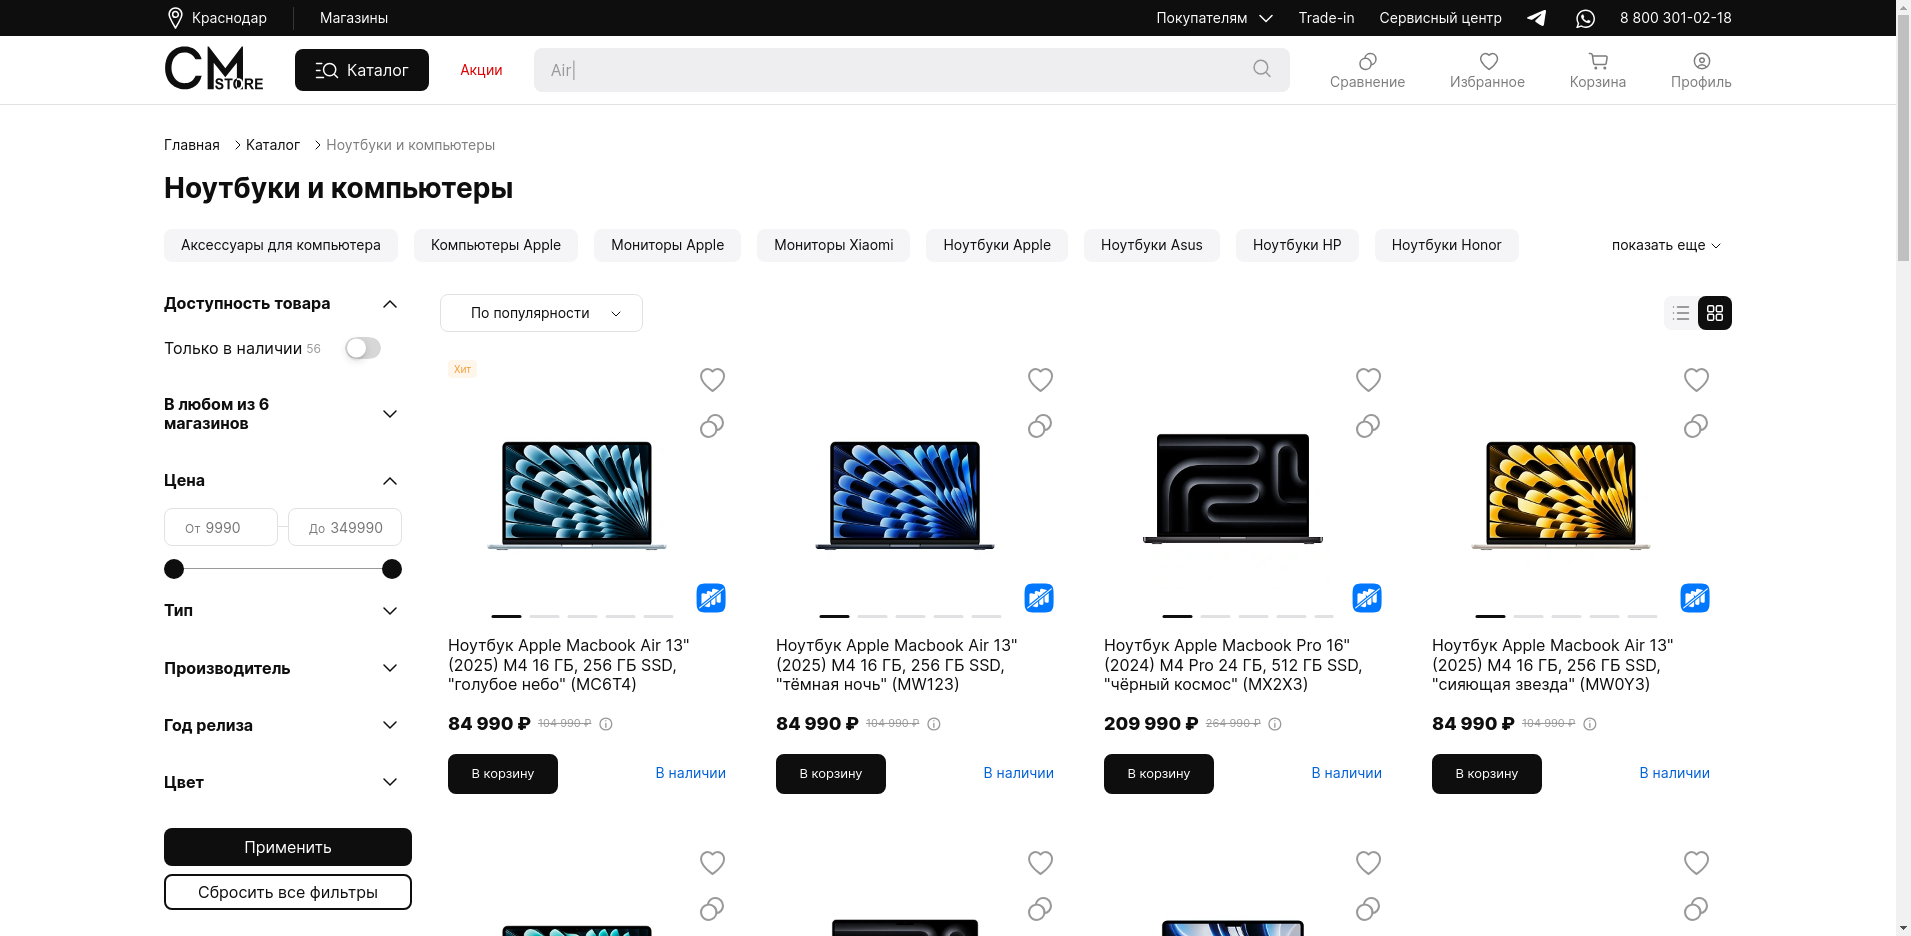 Краснодар
Магазины
Покупателям
Trade-in
Сервисный центр
8 800 301-02-18
CM STORE
Каталог
Акции
Air|
Сравнение
Избранное
Корзина
Профиль
Главная
Каталог
Ноутбуки и компьютеры
Ноутбуки и компьютеры
Аксессуары для компьютера
Компьютеры Apple
Мониторы Apple
Мониторы Xiaomi
Ноутбуки Apple
Ноутбуки Asus
Ноутбуки HP
Ноутбуки Honor
показать еще
Доступность товара
Только в наличии 56
В любом из 6
магазинов
Цена
От 9990
До 349990
Тип
Производитель
Год релиза
Цвет
Применить
Сбросить все фильтры
По популярности
Хит
Ноутбук Apple Macbook Air 13"
(2025) M4 16 ГБ, 256 ГБ SSD,
"голубое небо" (MC6T4)
84 990 ₽ 104 990 ₽
В корзину
В наличии
Ноутбук Apple Macbook Air 13"
(2025) M4 16 ГБ, 256 ГБ SSD,
"тёмная ночь" (MW123)
84 990 ₽ 104 990 ₽
В корзину
В наличии
Ноутбук Apple Macbook Pro 16"
(2024) M4 Pro 24 ГБ, 512 ГБ SSD,
"чёрный космос" (MX2X3)
209 990 ₽ 264 990 ₽
В корзину
В наличии
Ноутбук Apple Macbook Air 13"
(2025) M4 16 ГБ, 256 ГБ SSD,
"сияющая звезда" (MW0Y3)
84 990 ₽ 104 990 ₽
В корзину
В наличии